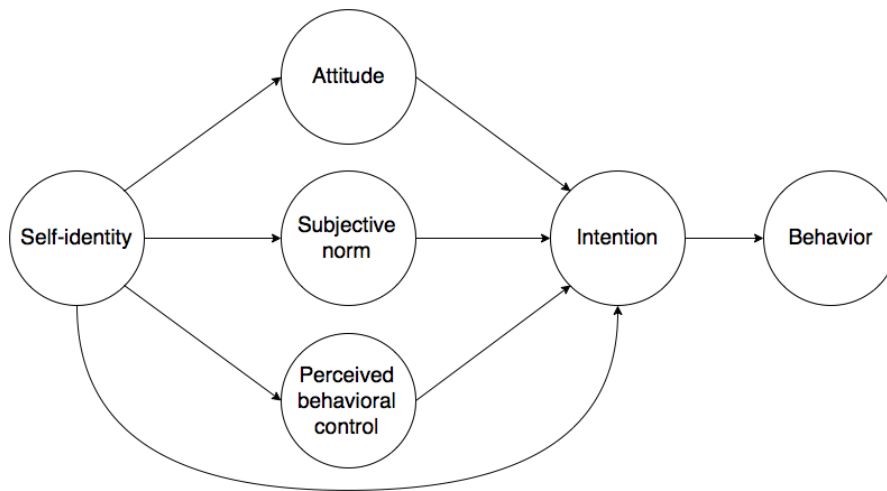 Attitude
Self-identity
Subjective
norm
Intention
Behavior
Perceived
behavioral
control